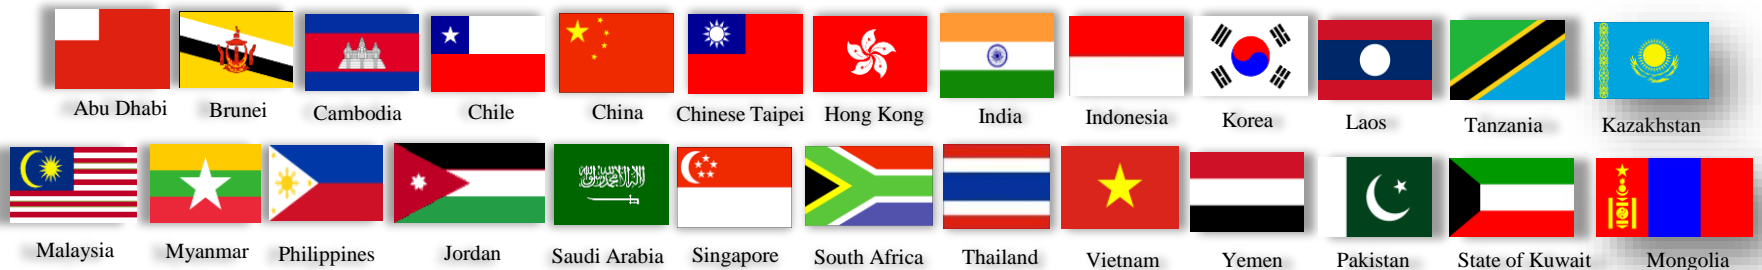 Abu Dhabi Brunei Cambodia Chile China Chinese Taipei Hong Kong India Indonesia Korea Laos Tanzania Kazakhstan
Malaysia Myanmar Philippines Jordan Saudi Arabia Singapore South Africa Thailand Vietnam Yemen Pakistan State of Kuwait Mongolia